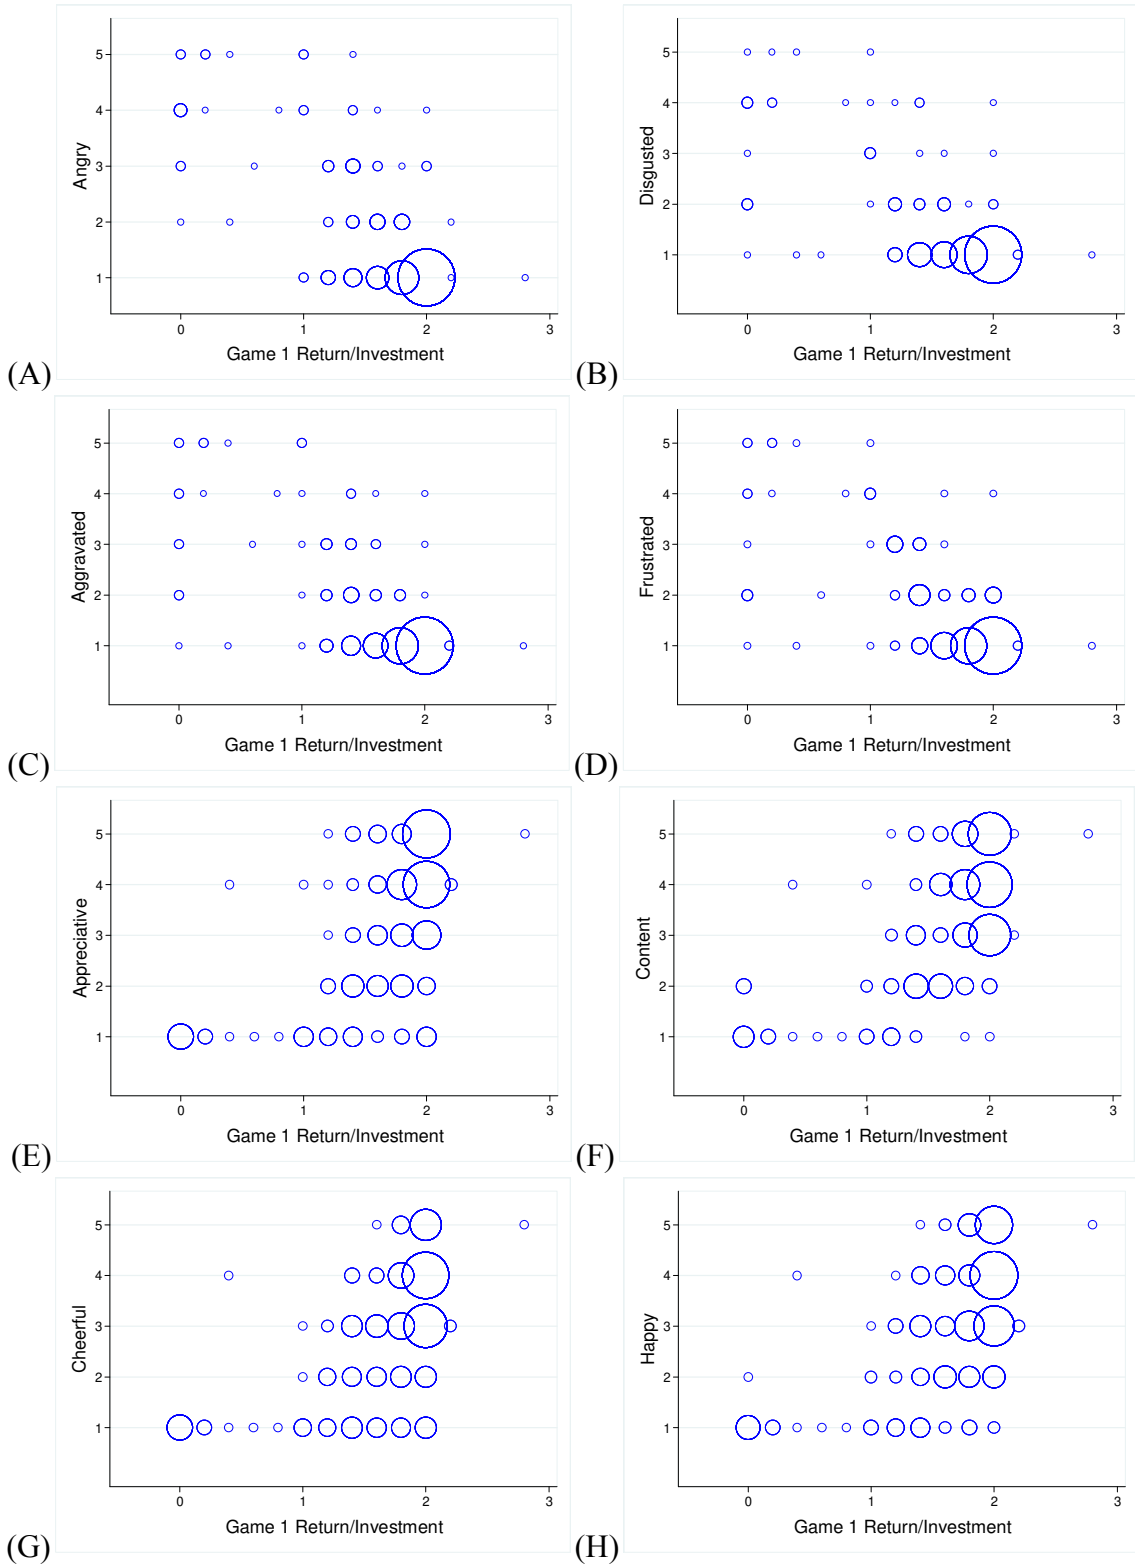 5
4
3
2
1
Angry
0 1 2 3
Game 1 Return/Investment
(A)
5
4
3
2
1
Disgusted
0 1 2 3
Game 1 Return/Investment
(B)
5
4
3
2
1
Aggravated
0 1 2 3
Game 1 Return/Investment
(C)
5
4
3
2
1
Frustrated
0 1 2 3
Game 1 Return/Investment
(D)
5
4
3
2
1
Appreciative
0 1 2 3
Game 1 Return/Investment
(E)
5
4
3
2
1
Content
0 1 2 3
Game 1 Return/Investment
(F)
5
4
3
2
1
Cheerful
0 1 2 3
Game 1 Return/Investment
(G)
5
4
3
2
1
Happy
0 1 2 3
Game 1 Return/Investment
(H)